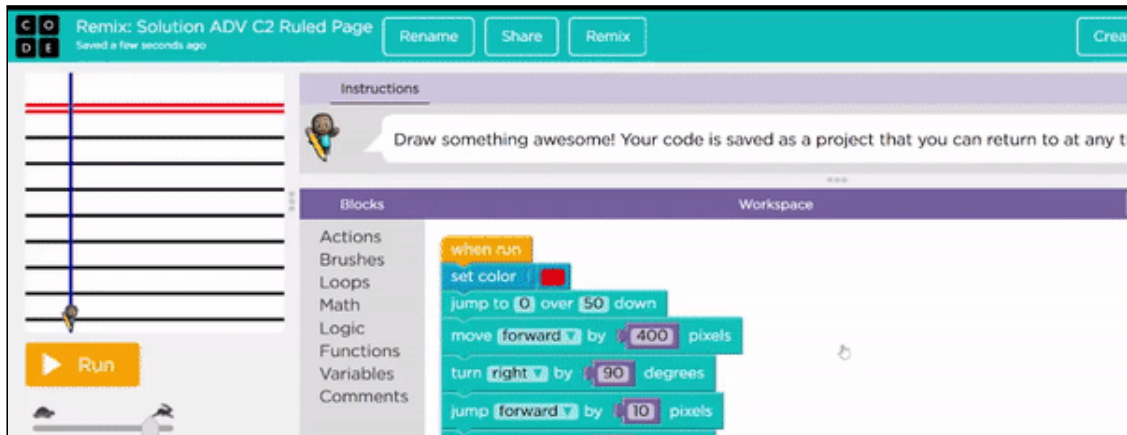 C O
D E
Remix: Solution ADV C2 Ruled Page
Saved a few seconds ago
Rename
Share
Remix
Crea
Instructions
Draw something awesome! Your code is saved as a project that you can return to at any t
Blocks
Workspace
Actions
Brushes
Loops
Math
Logic
Functions
Variables
Comments
when run
set color
jump to 0 over 50 down
move forward by 400 pixels
turn right by 90 degrees
jump forward by 10 pixels
Run